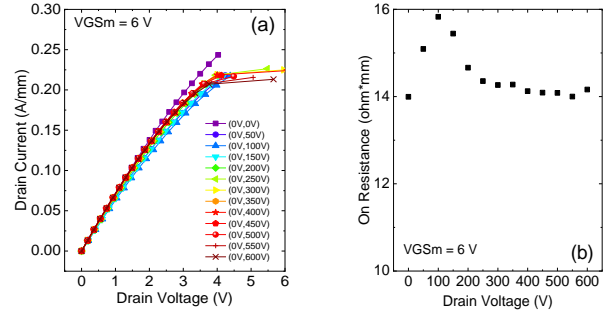 VGSm = 6 V
(a)
0.30
0.25
0.20
0.15
0.10
0.05
0.00
Drain Current (A/mm)
(0V,0V)
(0V,50V)
(0V,100V)
(0V,150V)
(0V,200V)
(0V,250V)
(0V,300V)
(0V,350V)
(0V,400V)
(0V,450V)
(0V,500V)
(0V,550V)
(0V,600V)
0 1 2 3 4 5 6
Drain Voltage (V)
16
14
12
10
On Resistance (ohm*mm)
VGSm = 6 V
(b)
0 100 200 300 400 500 600
Drain Voltage (V)